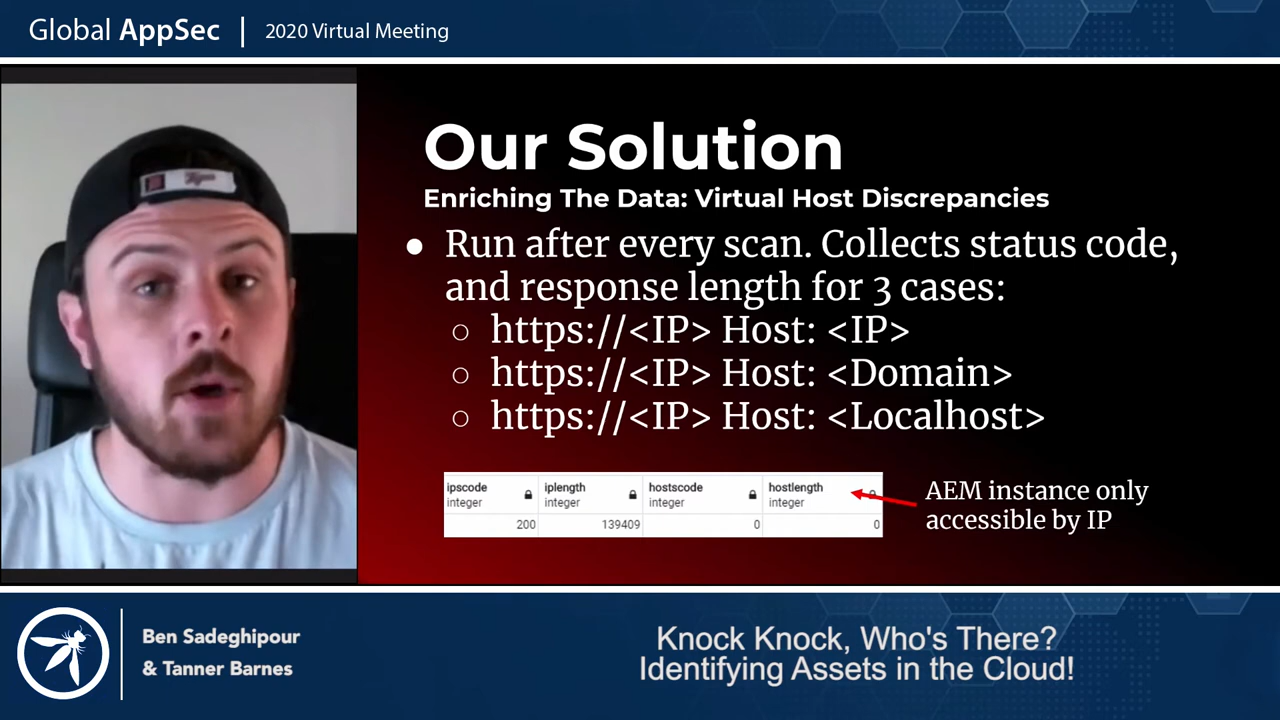 Global AppSec | 2020 Virtual Meeting
Our Solution
Enriching The Data: Virtual Host Discrepancies
● Run after every scan. Collects status code,
and response length for 3 cases:
○ https://<IP> Host: <IP>
○ https://<IP> Host: <Domain>
○ https://<IP> Host: <Localhost>
ipscode iplength hostscode hostlength
integer integer integer integer
200 139409 0 0
AEM instance only
accessible by IP
Ben Sadeghipour
& Tanner Barnes
Knock Knock, Who's There?
Identifying Assets in the Cloud!